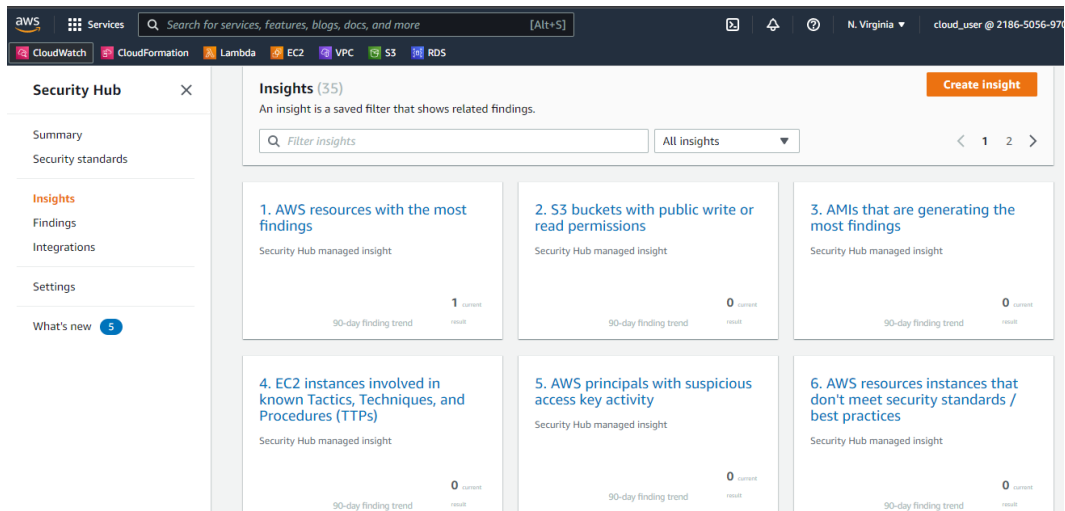 aws Services Search for services, features, blogs, docs, and more [Alt+S] N. Virginia ▼ cloud_user @ 2186-5056-970
CloudWatch CloudFormation Lambda EC2 VPC S3 RDS
Security Hub
Summary
Security standards
Insights
Findings
Integrations
Settings
What's new 5
Insights (35)
Create insight
An insight is a saved filter that shows related findings.
Filter insights
All insights ▼
1 2
1. AWS resources with the most
findings
Security Hub managed insight
1 current
90-day finding trend result
2. S3 buckets with public write or
read permissions
Security Hub managed insight
0 current
90-day finding trend result
3. AMIs that are generating the
most findings
Security Hub managed insight
0 current
90-day finding trend result
4. EC2 instances involved in
known Tactics, Techniques, and
Procedures (TTPs)
Security Hub managed insight
0 current
90-day finding trend result
5. AWS principals with suspicious
access key activity
Security Hub managed insight
0 current
90-day finding trend result
6. AWS resources instances that
don't meet security standards /
best practices
Security Hub managed insight
0 current
90-day finding trend result